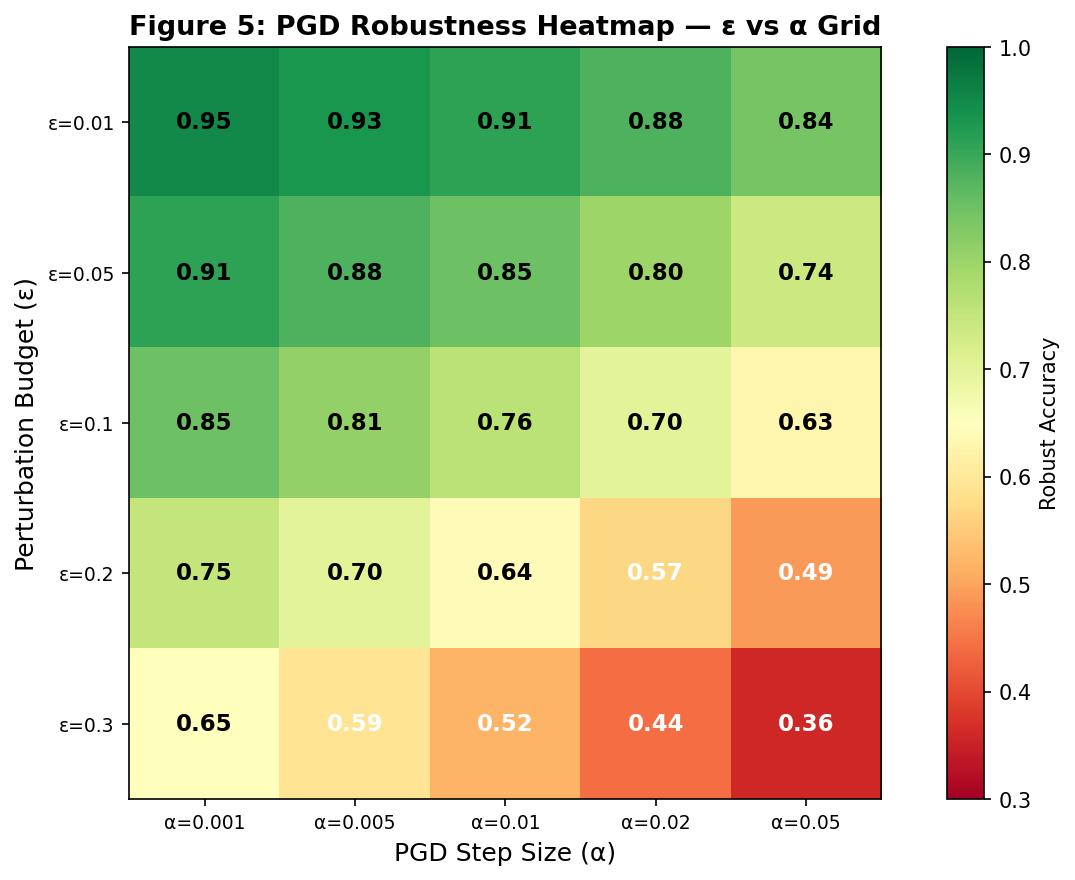 Figure 5: PGD Robustness Heatmap — ε vs α Grid
Perturbation Budget (ε)
ε=0.01 0.95 0.93 0.91 0.88 0.84
ε=0.05 0.91 0.88 0.85 0.80 0.74
ε=0.1 0.85 0.81 0.76 0.70 0.63
ε=0.2 0.75 0.70 0.64 0.57 0.49
ε=0.3 0.65 0.59 0.52 0.44 0.36
α=0.001 α=0.005 α=0.01 α=0.02 α=0.05
PGD Step Size (α)
1.0
0.9
0.8
0.7
0.6
0.5
0.4
0.3
Robust Accuracy